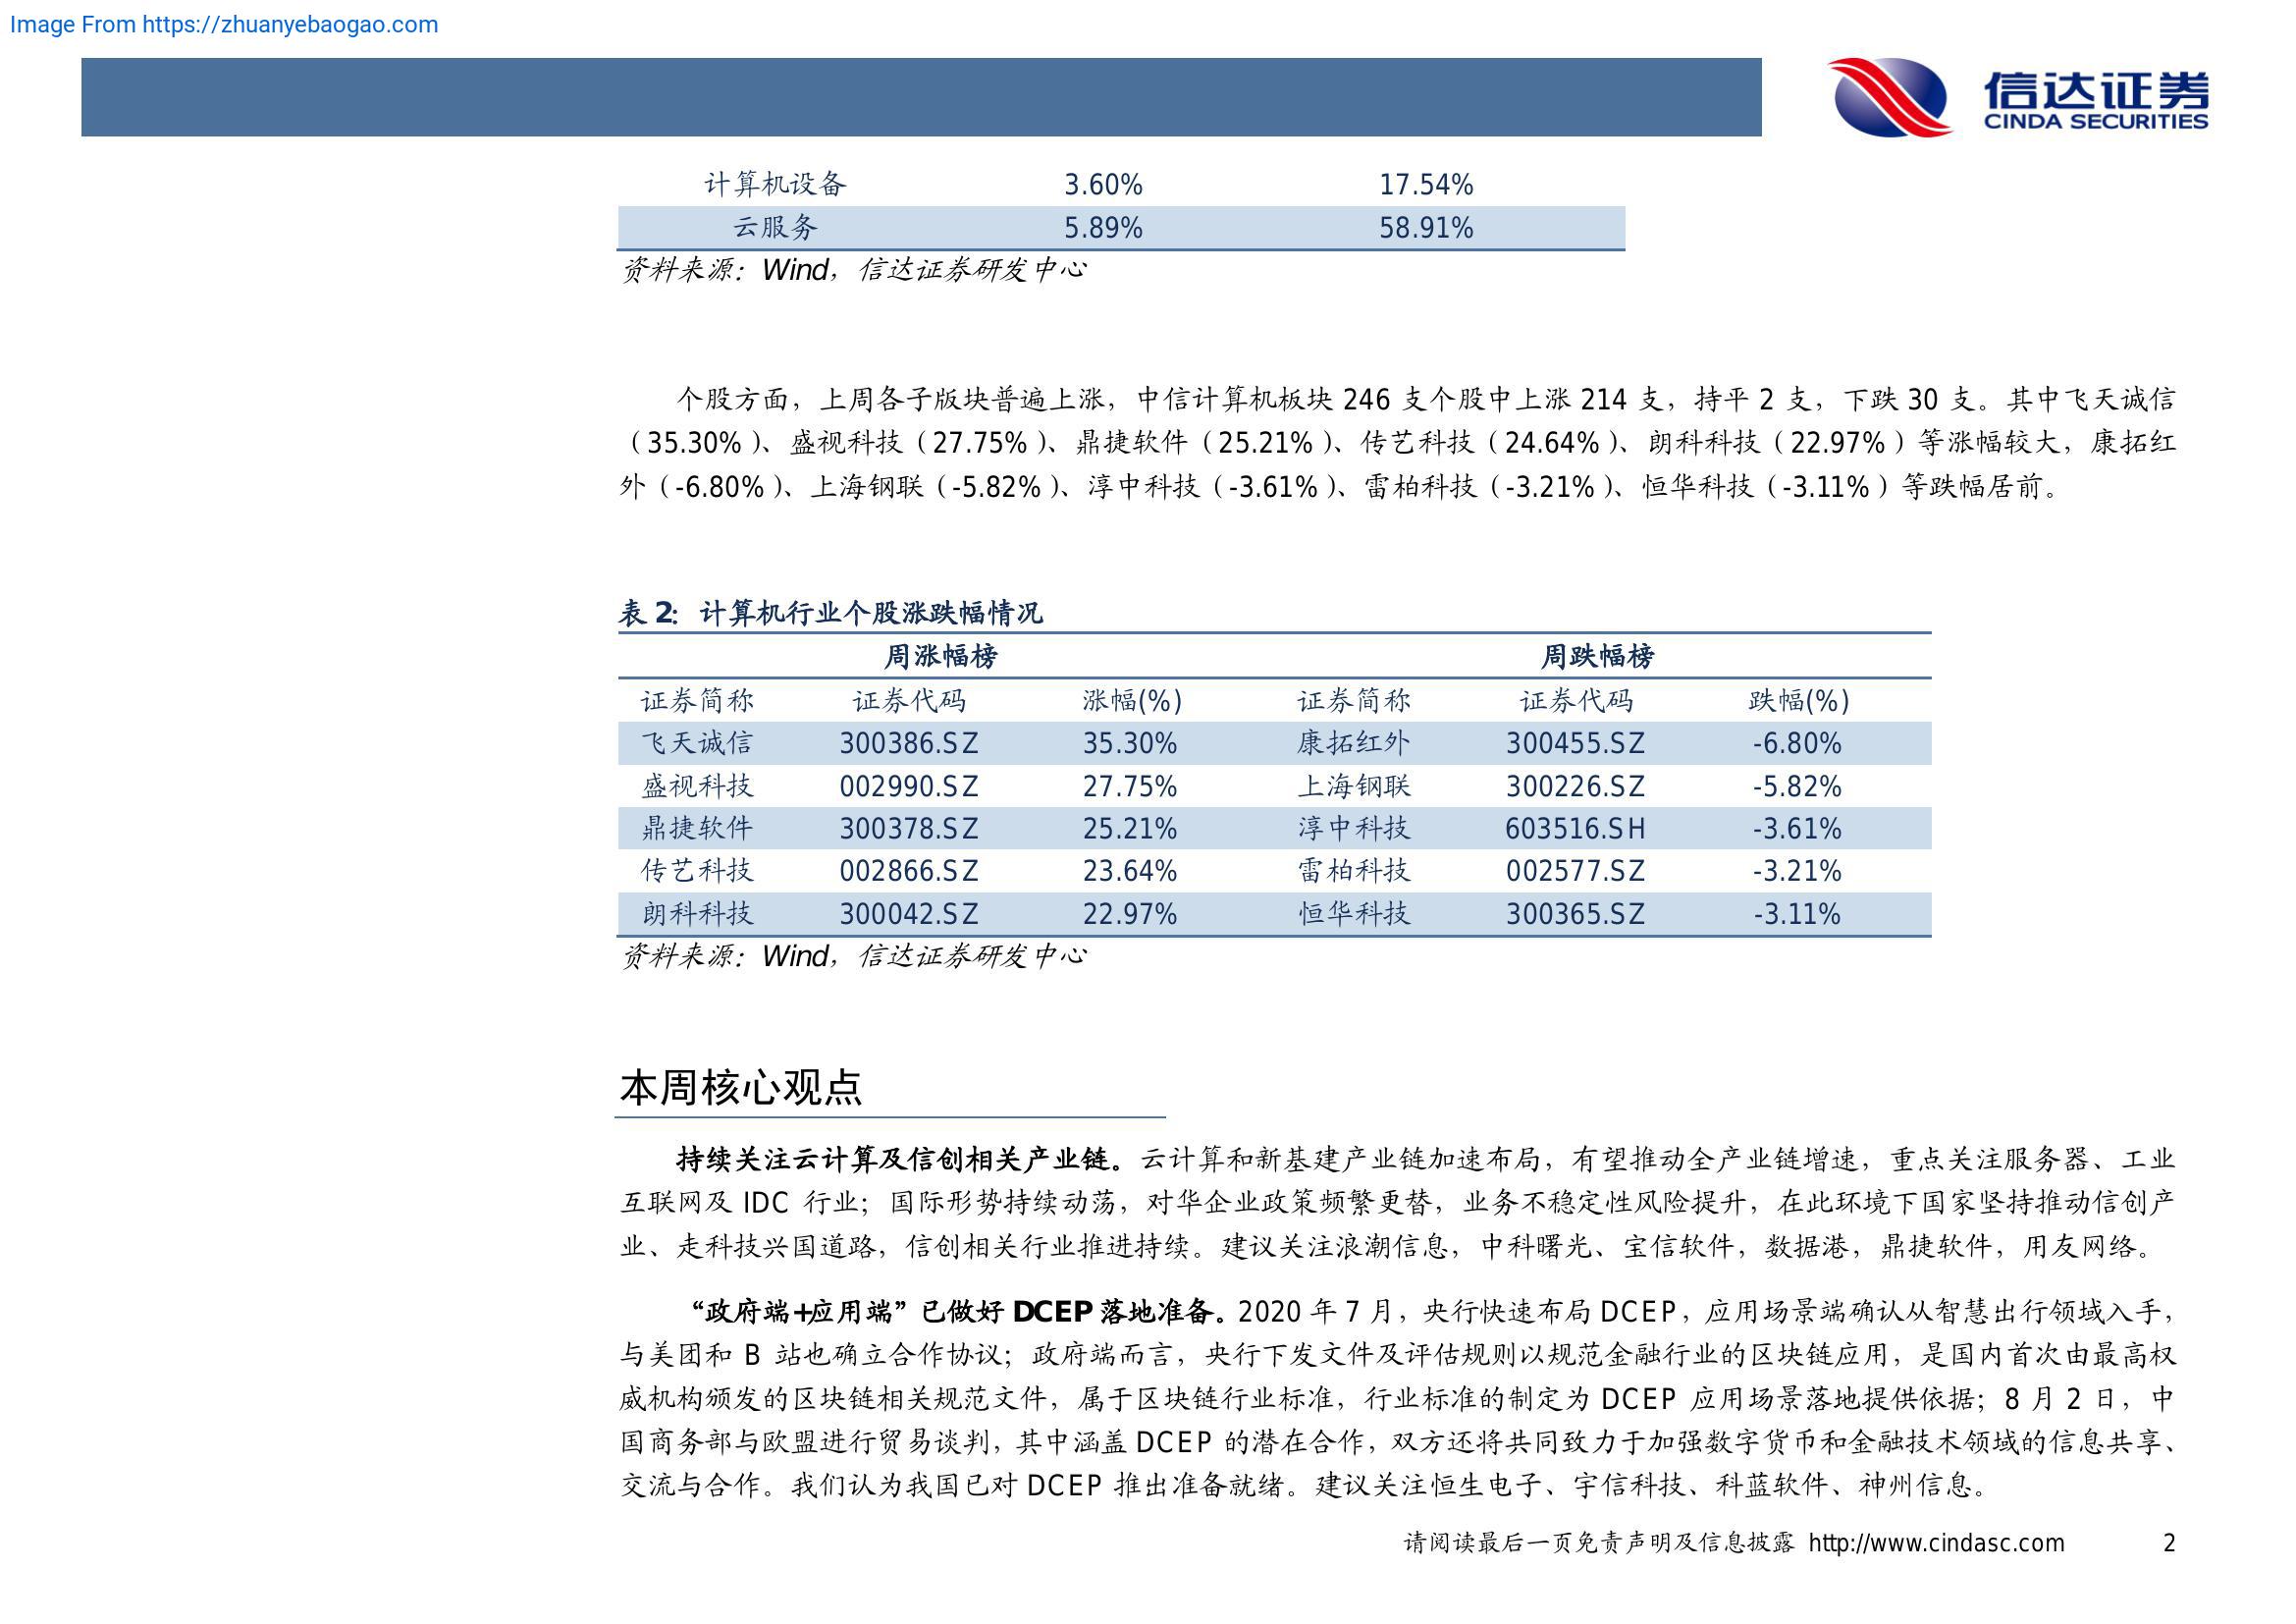 Image From https://zhuanyebaogao.com
信达证券
CINDA SECURITIES
计算机设备 3.60% 17.54%
云服务 5.89% 58.91%
资料来源：Wind，信达证券研发中心
个股方面，上周各子版块普遍上涨，中信计算机板块 246 支个股中上涨 214 支，持平 2 支，下跌 30 支。其中飞天诚信
（35.30%）、盛视科技（27.75%）、鼎捷软件（25.21%）、传艺科技（24.64%）、朗科科技（22.97%）等涨幅较大，康拓红
外（-6.80%）、上海钢联（-5.82%）、淳中科技（-3.61%）、雷柏科技（-3.21%）、恒华科技（-3.11%）等跌幅居前。
表 2：计算机行业个股涨跌幅情况
周涨幅榜 周跌幅榜
证券简称 证券代码 涨幅(%) 证券简称 证券代码 跌幅(%)
飞天诚信 300386.SZ 35.30% 康拓红外 300455.SZ -6.80%
盛视科技 002990.SZ 27.75% 上海钢联 300226.SZ -5.82%
鼎捷软件 300378.SZ 25.21% 淳中科技 603516.SH -3.61%
传艺科技 002866.SZ 23.64% 雷柏科技 002577.SZ -3.21%
朗科科技 300042.SZ 22.97% 恒华科技 300365.SZ -3.11%
资料来源：Wind，信达证券研发中心
本周核心观点
持续关注云计算及信创相关产业链。云计算和新基建产业链加速布局，有望推动全产业链增速，重点关注服务器、工业
互联网及 IDC 行业；国际形势持续动荡，对华企业政策频繁更替，业务不稳定性风险提升，在此环境下国家坚持推动信创产
业、走科技兴国道路，信创相关行业推进持续。建议关注浪潮信息，中科曙光、宝信软件，数据港，鼎捷软件，用友网络。
“政府端+应用端”已做好 DCEP 落地准备。2020 年 7 月，央行快速布局 DCEP，应用场景端确认从智慧出行领域入手，
与美团和 B 站也确立合作协议；政府端而言，央行下发文件及评估规则以规范金融行业的区块链应用，是国内首次由最高权
威机构颁发的区块链相关规范文件，属于区块链行业标准，行业标准的制定为 DCEP 应用场景落地提供依据；8 月 2 日，中
国商务部与欧盟进行贸易谈判，其中涵盖 DCEP 的潜在合作，双方还将共同致力于加强数字货币和金融技术领域的信息共享、
交流与合作。我们认为我国已对 DCEP 推出准备就绪。建议关注恒生电子、宇信科技、科蓝软件、神州信息。
请阅读最后一页免责声明及信息披露 http://www.cindasc.com 2